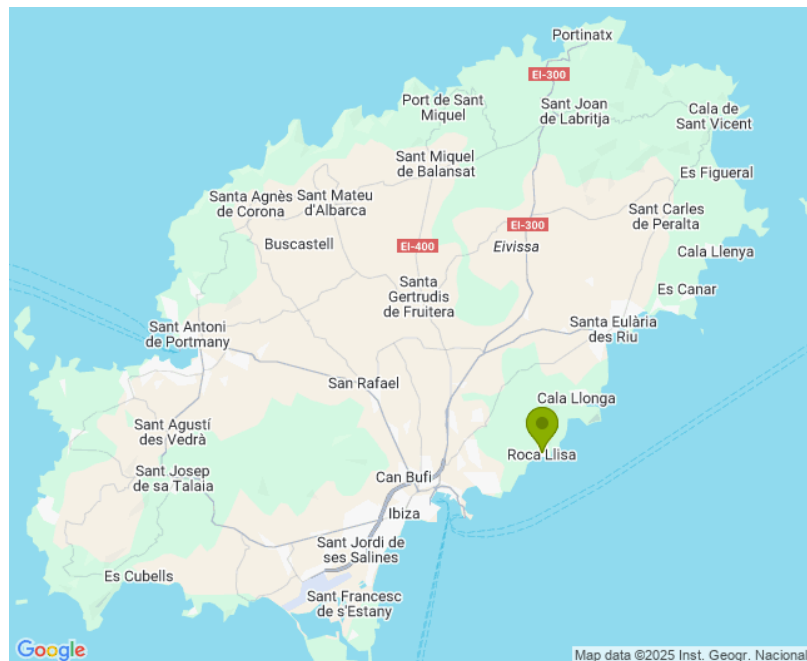 Portinatx
EI-300
Port de Sant
Miquel
Sant Joan
de Labritja
Cala de
Sant Vicent
Sant Miquel
de Balansat
Es Figueral
Santa Agnès
de Corona
Sant Mateu
d'Albarca
Sant Carles
de Peralta
EI-300
Buscastell
EI-400
Eivissa
Cala Llenya
Santa
Gertrudis
de Fruitera
Es Canar
Sant Antoni
de Portmany
Santa Eulària
des Riu
San Rafael
Cala Llonga
Sant Agustí
des Vedrà
Roca Llisa
Sant Josep
de sa Talaia
Can Bufi
Ibiza
Sant Jordi de
ses Salines
Es Cubells
Sant Francesc
de s'Estany
Google
Map data ©2025 Inst. Geogr. Nacional